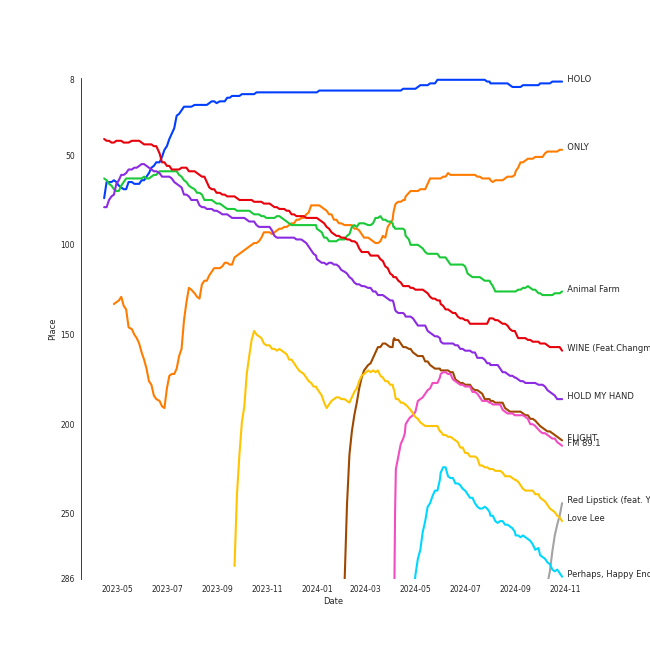 8
50
100
150
200
250
286
Place
2023-05
2023-07
2023-09
2023-11
2024-01
2024-03
2024-05
2024-07
2024-09
2024-11
Date
HOLO
ONLY
Animal Farm
WINE (Feat.Changm
HOLD MY HAND
FLIGHT
FM 89.1
Red Lipstick (feat. Y
Love Lee
Perhaps, Happy End